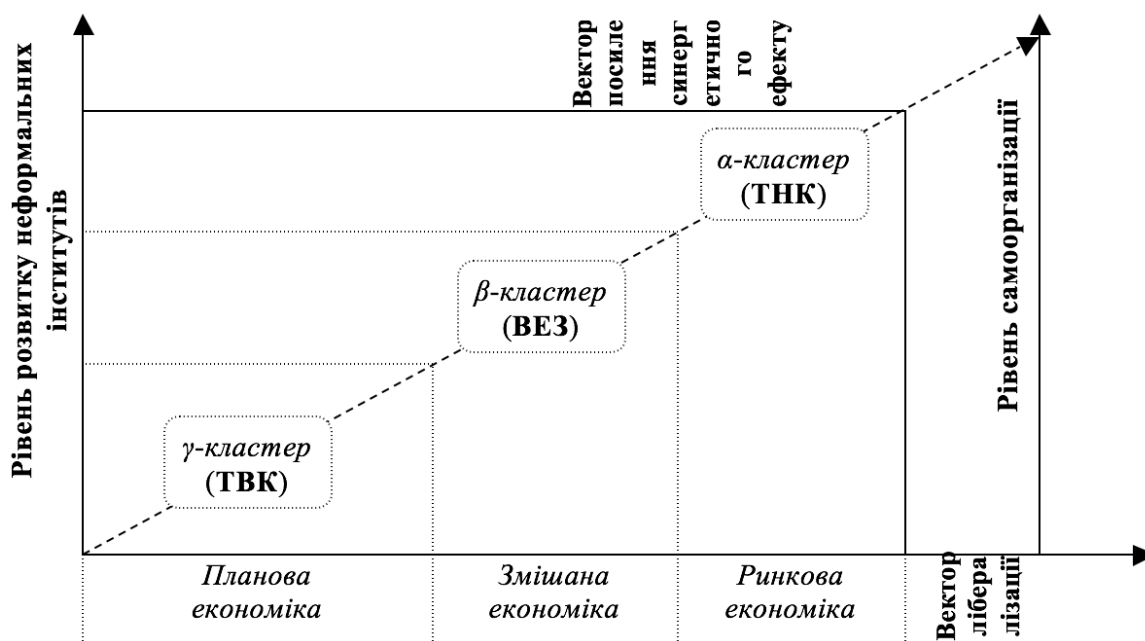 Рівень розвитку неформальних
інститутів
Вектор
посиле
ння
синерг
етично
го
ефекту
α-кластер
(ТНК)
β-кластер
(ВЕЗ)
γ-кластер
(ТВК)
Рівень самоорганізації
Планова
економіка
Змішана
економіка
Ринкова
економіка
Вектор
лібера
лізації